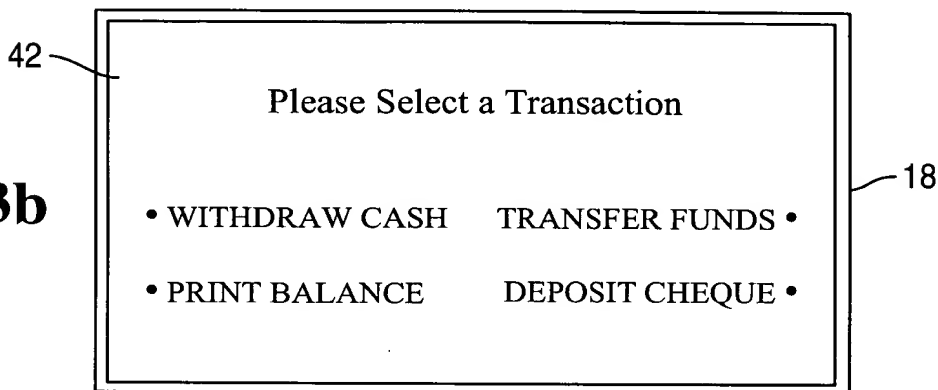 42
Please Select a Transaction
18
3b
• WITHDRAW CASH TRANSFER FUNDS •
• PRINT BALANCE DEPOSIT CHEQUE •